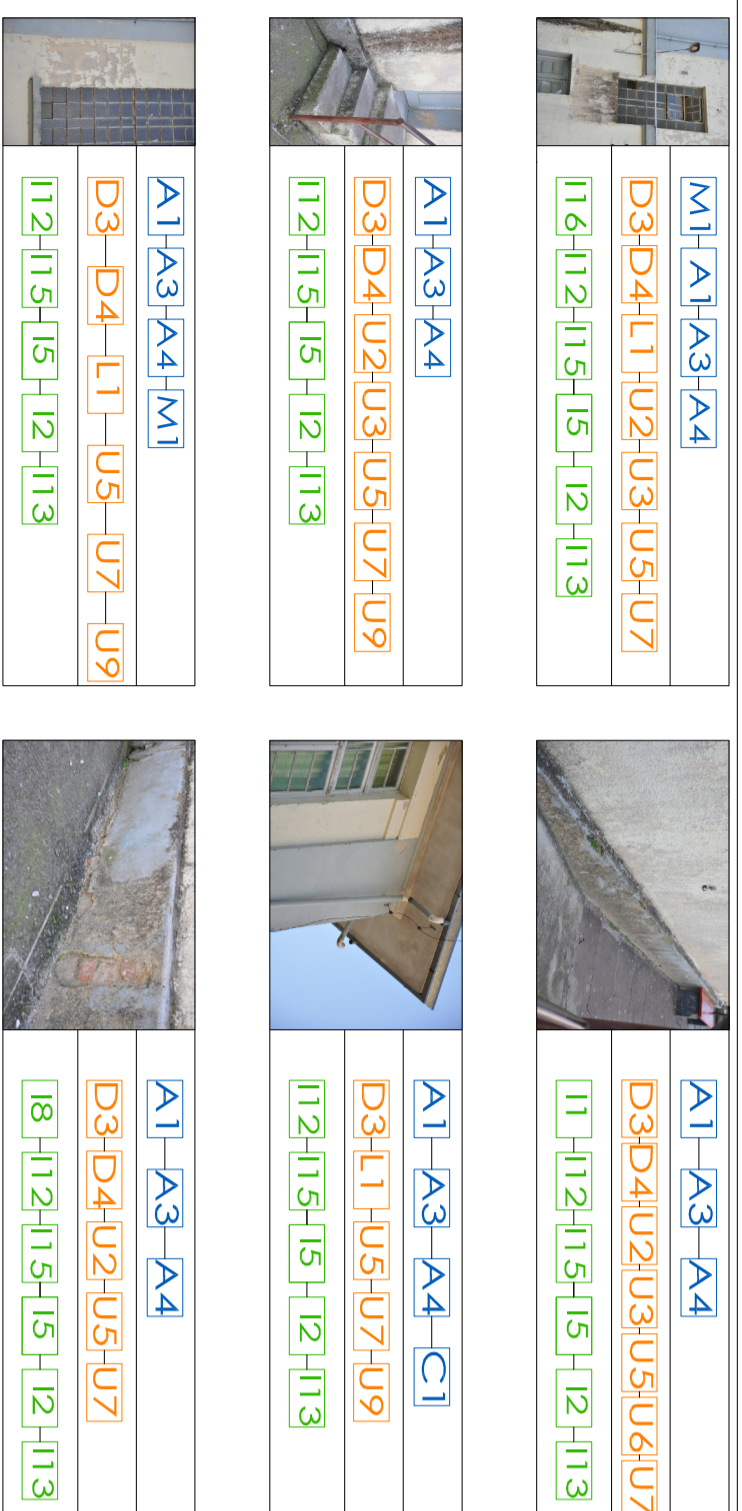 M1 A1 A3 A4
D3 D4 L1 U2 U3 U5 U7
I16 I12 I15 I5 I2 I13
A1 A3 A4
D3 D4 U2 U3 U5 U6 U7
I1 I12 I15 I5 I2 I13
A1 A3 A4
D3 D4 U2 U3 U5 U7 U9
I12 I15 I5 I2 I13
A1 A3 A4 C1
D3 L1 U5 U7 U9
I12 I15 I5 I2 I13
A1 A3 A4 M1
D3 D4 L1 U5 U7 U9
I12 I15 I5 I2 I13
A1 A3 A4
D3 D4 U2 U5 U7
I8 I12 I15 I5 I2 I13